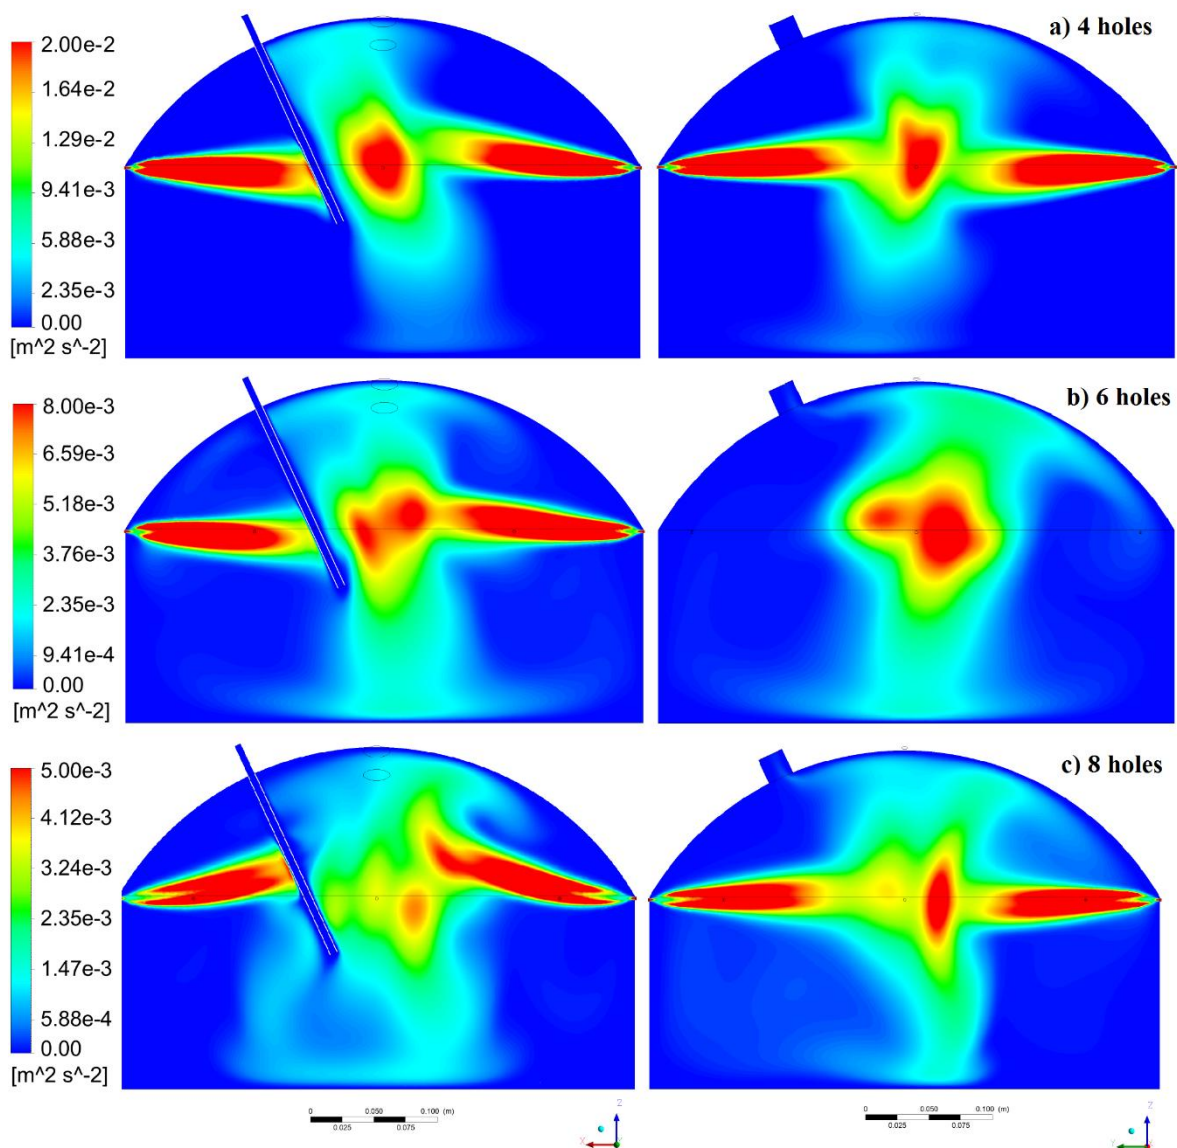 a) 4 holes
2.00e-2
1.64e-2
1.29e-2
9.41e-3
5.88e-3
2.35e-3
0.00
[m^2 s^-2]
b) 6 holes
8.00e-3
6.59e-3
5.18e-3
3.76e-3
2.35e-3
9.41e-4
0.00
[m^2 s^-2]
c) 8 holes
5.00e-3
4.12e-3
3.24e-3
2.35e-3
1.47e-3
5.88e-4
0.00
[m^2 s^-2]
0 0.050 0.100 (m)
0.025 0.075
Z
X
Y
0 0.050 0.100 (m)
0.025 0.075
Z
Y